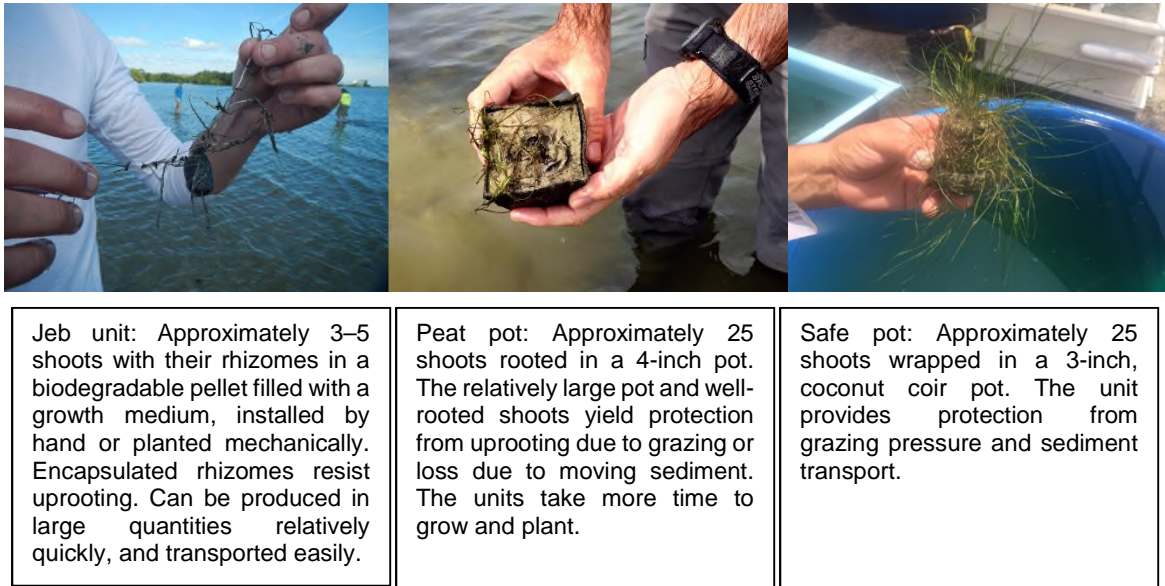 Jeb unit: Approximately 3–5
shoots with their rhizomes in a
biodegradable pellet filled with a
growth medium, installed by
hand or planted mechanically.
Encapsulated rhizomes resist
uprooting. Can be produced in
large quantities relatively
quickly, and transported easily.
Peat pot: Approximately 25
shoots rooted in a 4-inch pot.
The relatively large pot and well-
rooted shoots yield protection
from uprooting due to grazing or
loss due to moving sediment.
The units take more time to
grow and plant.
Safe pot: Approximately 25
shoots wrapped in a 3-inch,
coconut coir pot. The unit
provides protection from
grazing pressure and sediment
transport.